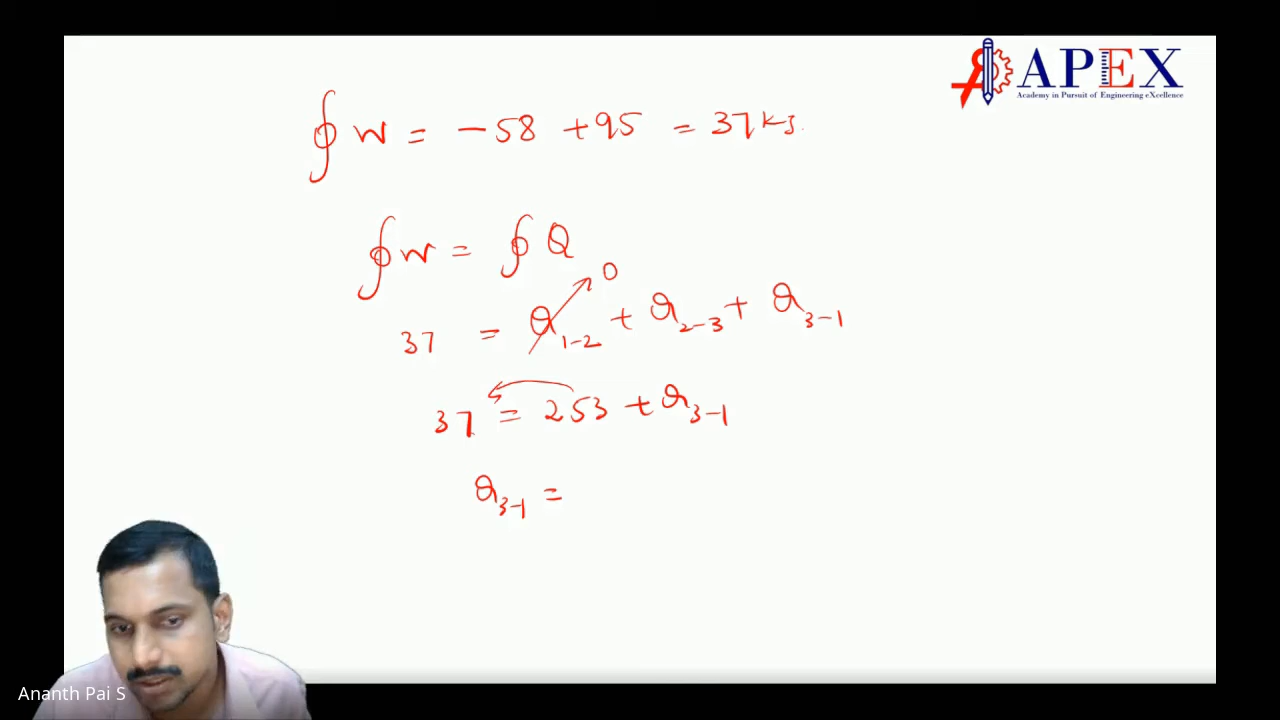 APEX
Academy in Pursuit of Engineering eXcellence
∮ W = −58 + 95 = 37 kJ.
∮ W = ∮ Q
0
37 = Q₁₋₂ + Q₂₋₃ + Q₃₋₁
37 = 253 + Q₃₋₁
Q₃₋₁ =
Ananth Pai S